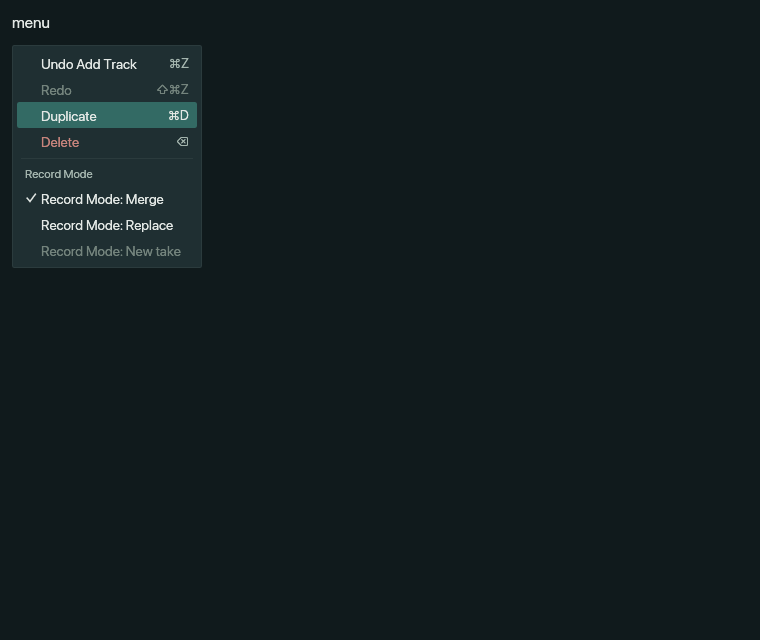 menu
Undo Add Track ⌘Z
Redo ⇧⌘Z
Duplicate ⌘D
Delete ⌫
Record Mode
✓ Record Mode: Merge
Record Mode: Replace
Record Mode: New take